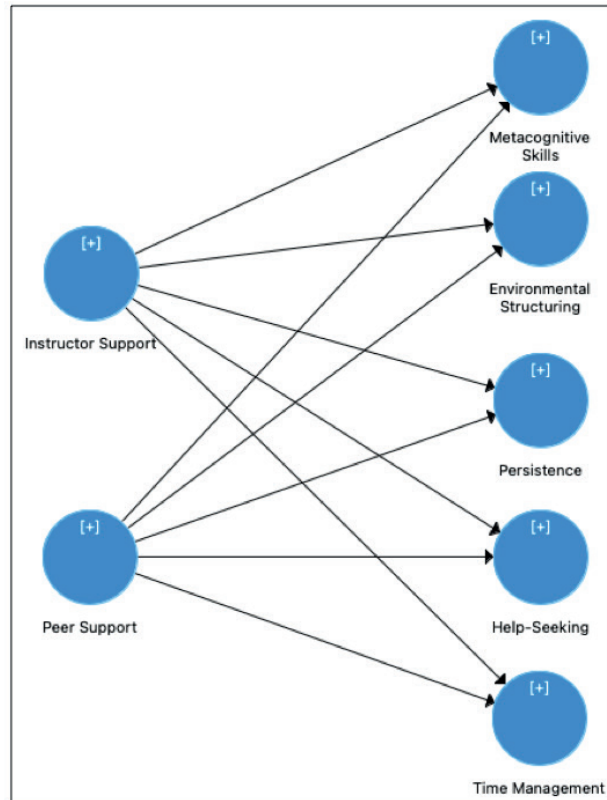 [+]
Metacognitive
Skills
[+]
Environmental
Structuring
[+]
Instructor Support
[+]
Persistence
[+]
Peer Support
[+]
Help-Seeking
[+]
Time Management